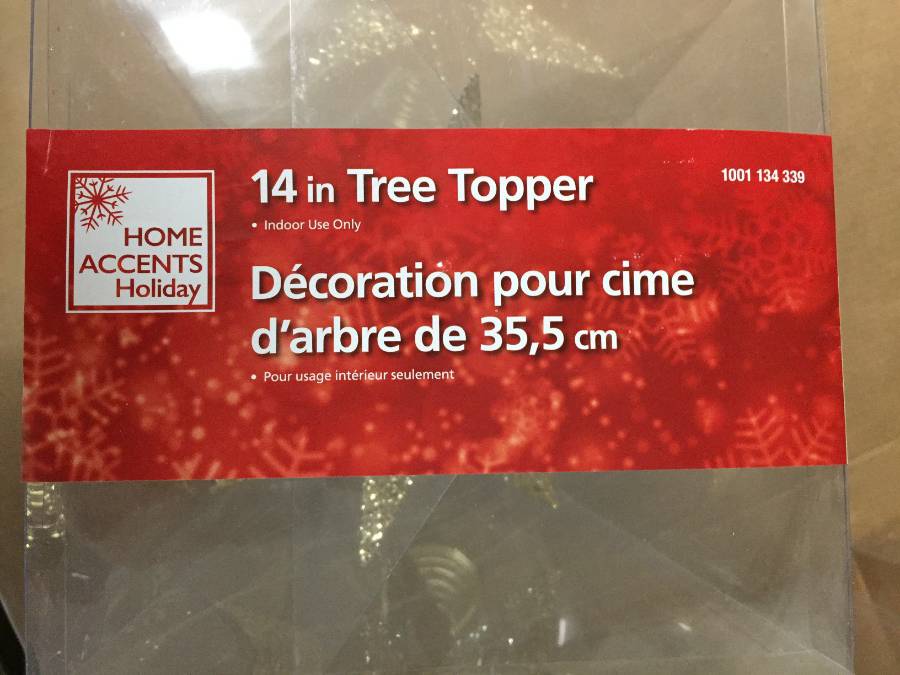 HOME
ACCENTS
Holiday
14 in Tree Topper
• Indoor Use Only
1001 134 339
Décoration pour cime
d'arbre de 35,5 cm
• Pour usage intérieur seulement